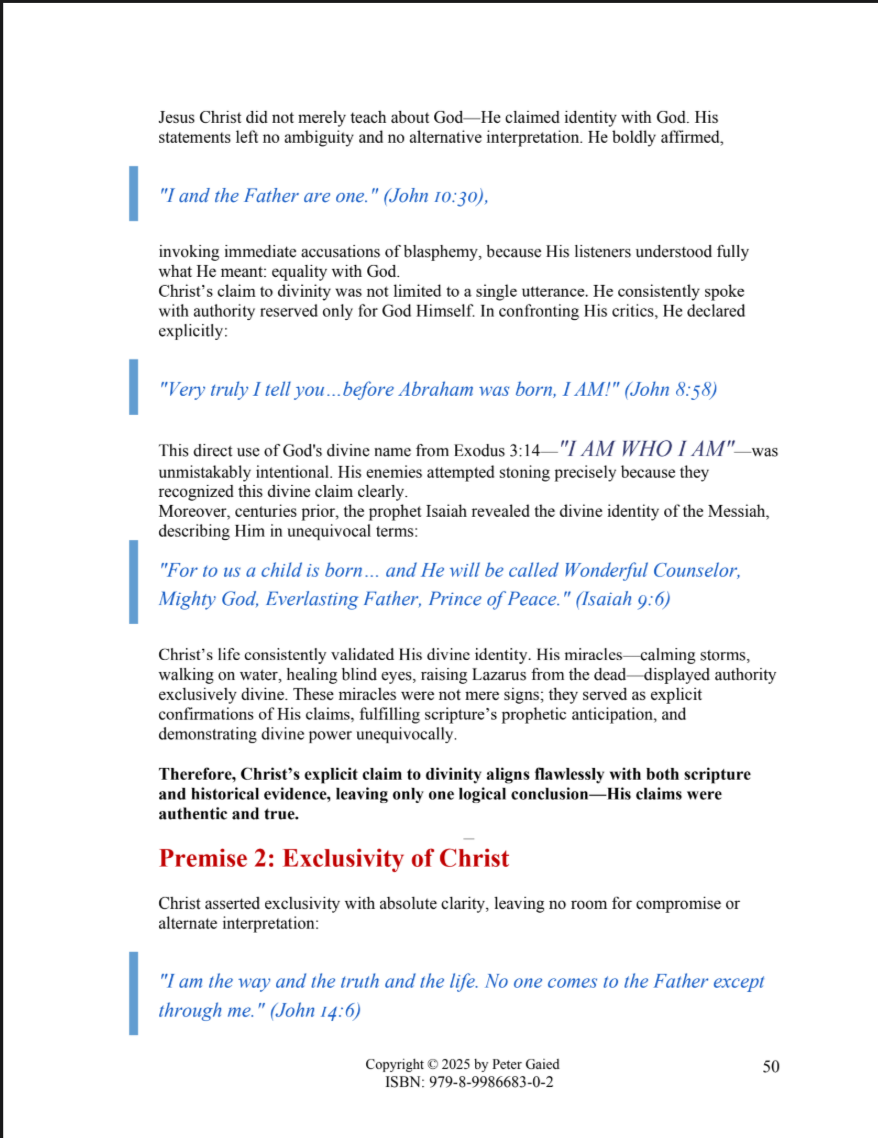 Jesus Christ did not merely teach about God—He claimed identity with God. His
statements left no ambiguity and no alternative interpretation. He boldly affirmed,
"I and the Father are one." (John 10:30),
invoking immediate accusations of blasphemy, because His listeners understood fully
what He meant: equality with God.
Christ's claim to divinity was not limited to a single utterance. He consistently spoke
with authority reserved only for God Himself. In confronting His critics, He declared
explicitly:
"Very truly I tell you…before Abraham was born, I AM!" (John 8:58)
This direct use of God's divine name from Exodus 3:14—"I AM WHO I AM"—was
unmistakably intentional. His enemies attempted stoning precisely because they
recognized this divine claim clearly.
Moreover, centuries prior, the prophet Isaiah revealed the divine identity of the Messiah,
describing Him in unequivocal terms:
"For to us a child is born… and He will be called Wonderful Counselor,
Mighty God, Everlasting Father, Prince of Peace." (Isaiah 9:6)
Christ's life consistently validated His divine identity. His miracles—calming storms,
walking on water, healing blind eyes, raising Lazarus from the dead—displayed authority
exclusively divine. These miracles were not mere signs; they served as explicit
confirmations of His claims, fulfilling scripture's prophetic anticipation, and
demonstrating divine power unequivocally.
Therefore, Christ's explicit claim to divinity aligns flawlessly with both scripture
and historical evidence, leaving only one logical conclusion—His claims were
authentic and true.
Premise 2: Exclusivity of Christ
Christ asserted exclusivity with absolute clarity, leaving no room for compromise or
alternate interpretation:
"I am the way and the truth and the life. No one comes to the Father except
through me." (John 14:6)
Copyright © 2025 by Peter Gaied
ISBN: 979-8-9986683-0-2
50